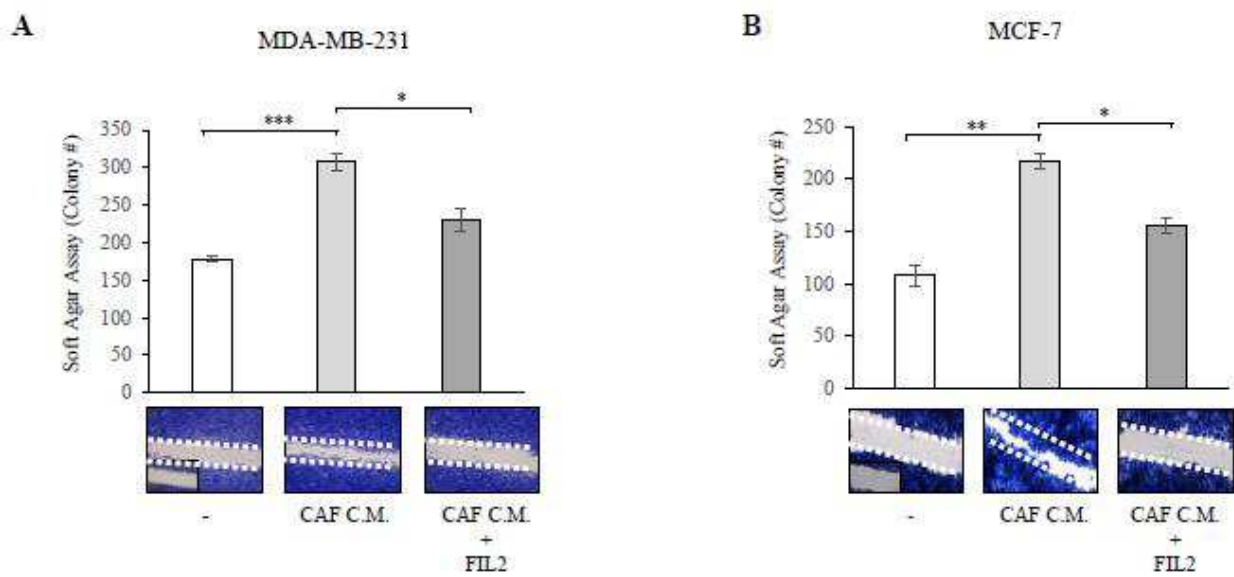 A
MDA-MB-231
Soft Agar Assay (Colony #)
350
300
250
200
150
100
50
0
***
*
-
CAF C.M.
CAF C.M.
+
FIL2
B
MCF-7
Soft Agar Assay (Colony #)
250
200
150
100
50
0
**
*
-
CAF C.M.
CAF C.M.
+
FIL2